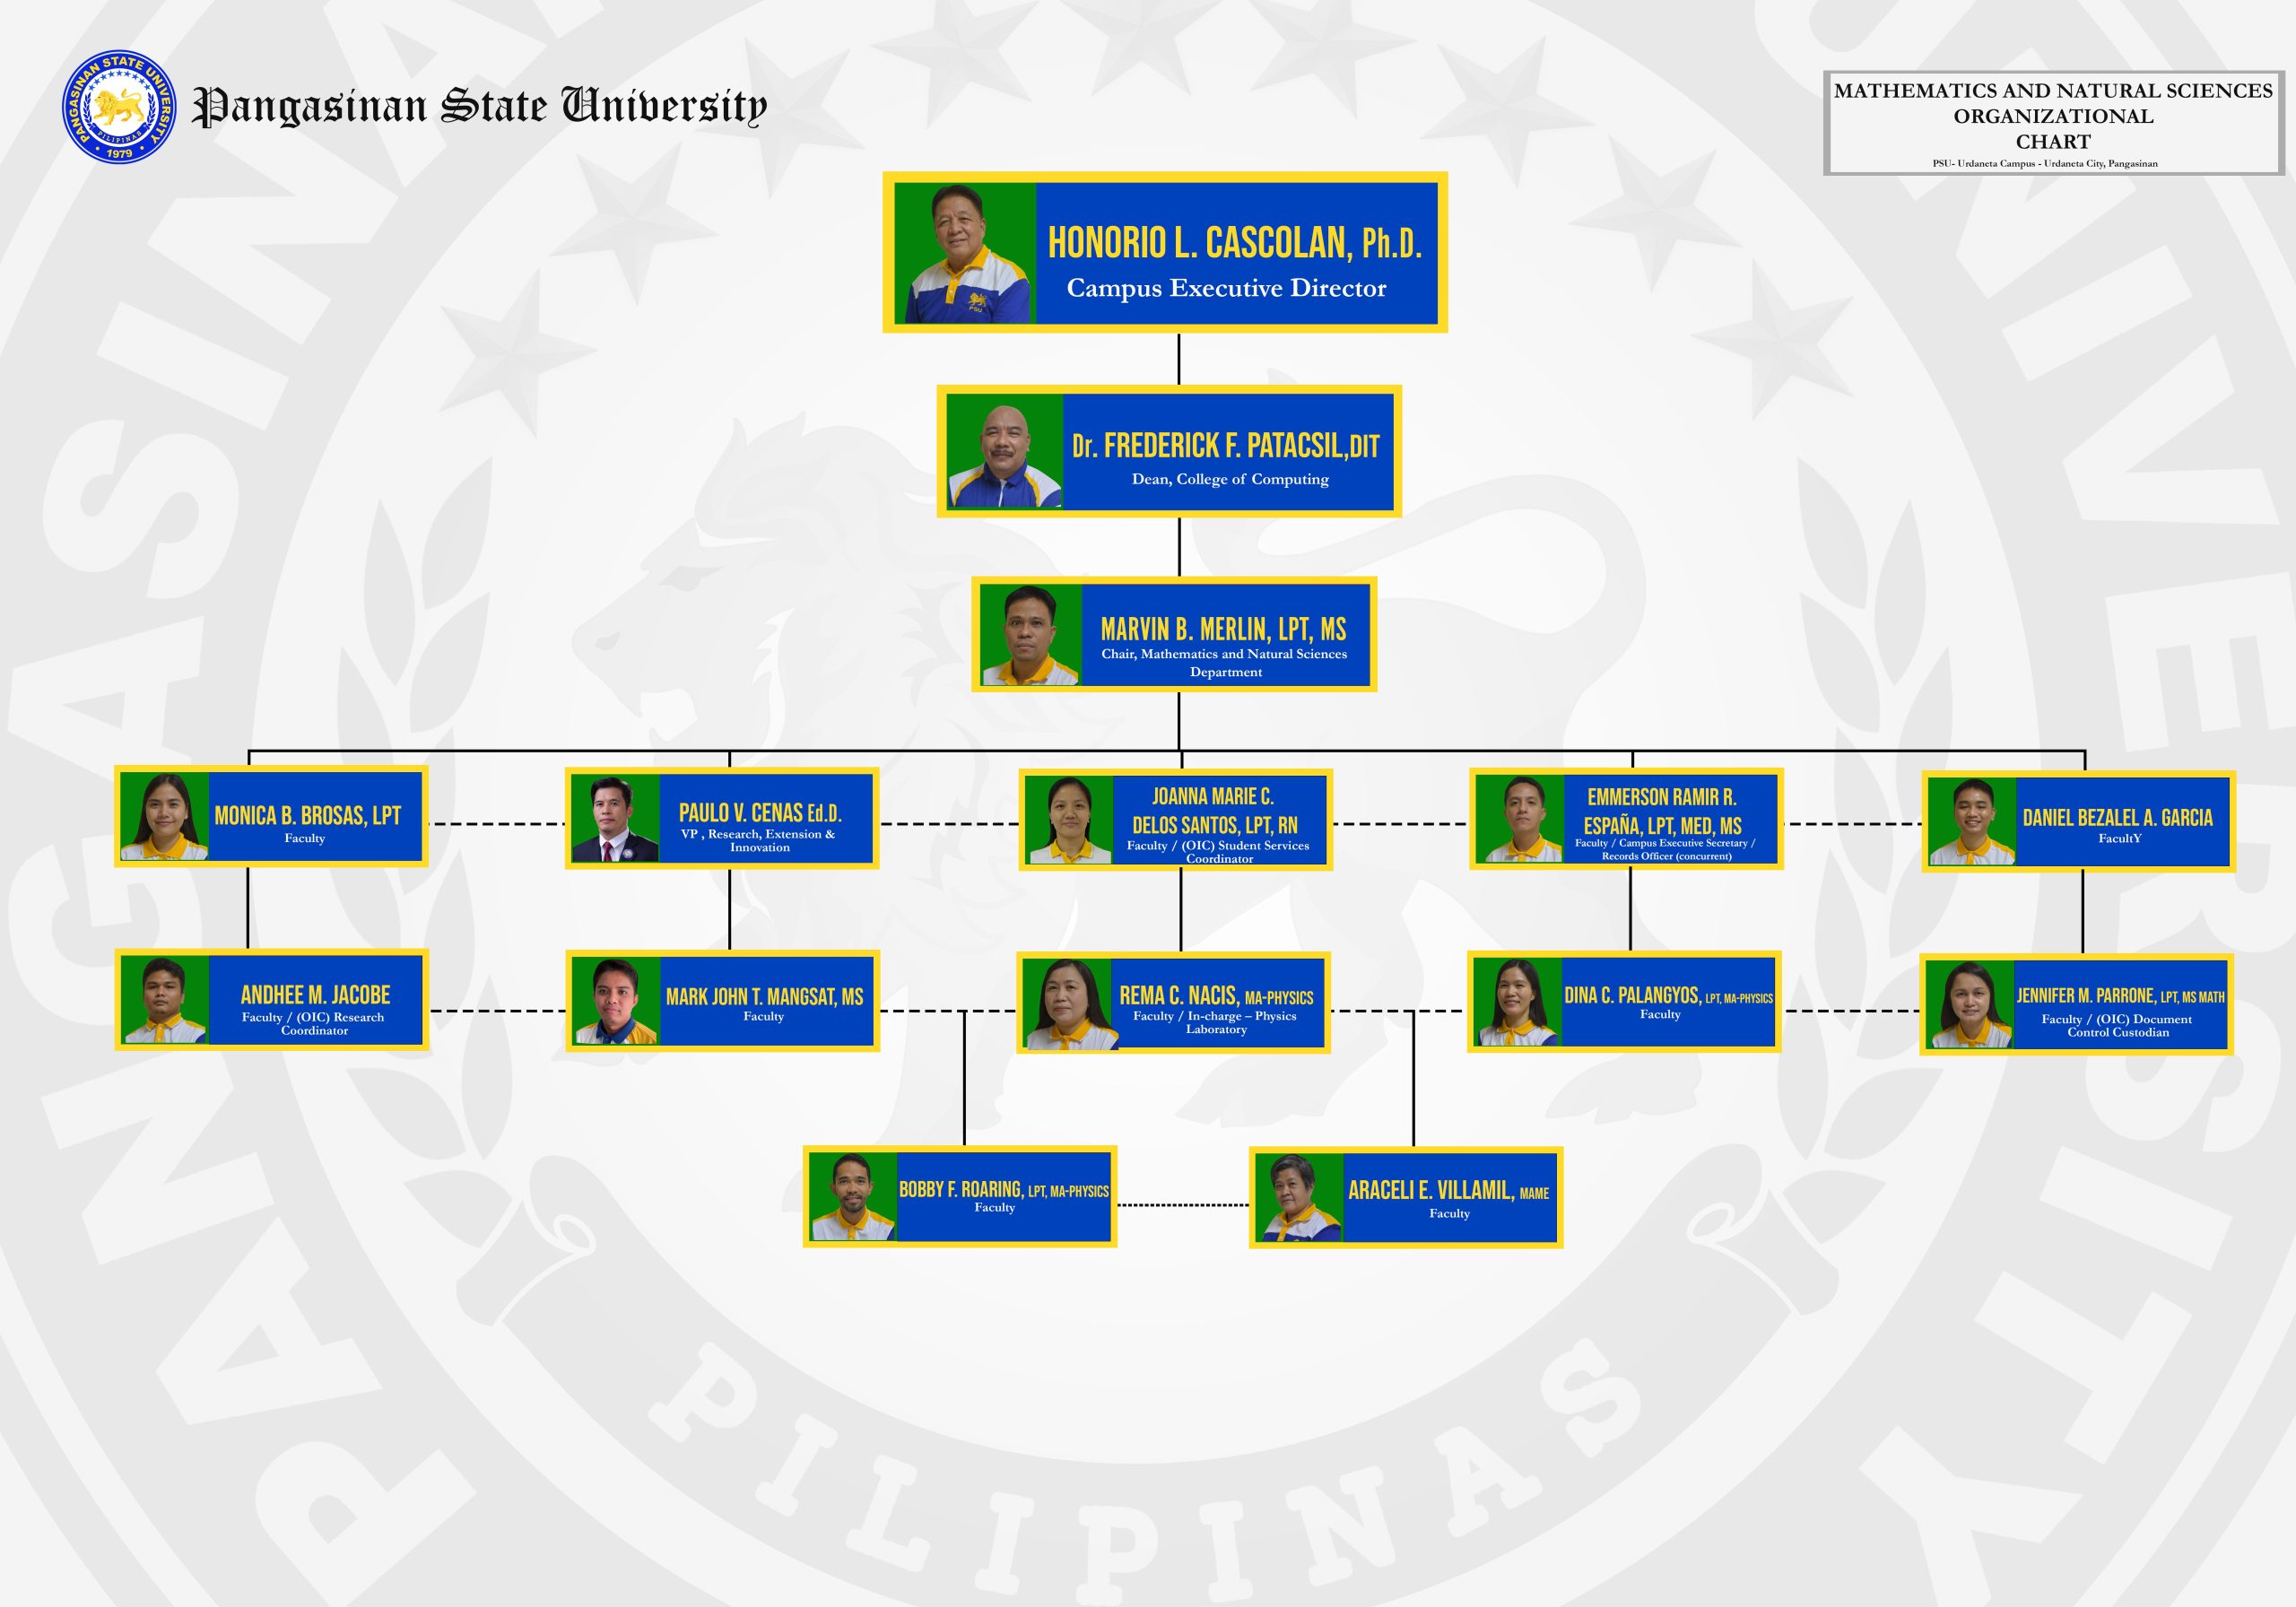 PANGASINAN STATE UNIVERSITY
PILIPINAS
1979
Pangasinan State University
MATHEMATICS AND NATURAL SCIENCES
ORGANIZATIONAL
CHART
PSU- Urdaneta Campus - Urdaneta City, Pangasinan
PSU
HONORIO L. CASCOLAN, Ph.D.
Campus Executive Director
Dr. FREDERICK F. PATACSIL,DIT
Dean, College of Computing
MARVIN B. MERLIN, LPT, MS
Chair, Mathematics and Natural Sciences
Department
MONICA B. BROSAS, LPT
Faculty
PAULO V. CENAS Ed.D.
VP , Research, Extension &
Innovation
JOANNA MARIE C.
DELOS SANTOS, LPT, RN
Faculty / (OIC) Student Services
Coordinator
EMMERSON RAMIR R.
ESPAÑA, LPT, MED, MS
Faculty / Campus Executive Secretary /
Records Officer (concurrent)
DANIEL BEZALEL A. GARCIA
FacultY
ANDHEE M. JACOBE
Faculty / (OIC) Research
Coordinator
MARK JOHN T. MANGSAT, MS
Faculty
REMA C. NACIS, MA-PHYSICS
Faculty / In-charge – Physics
Laboratory
DINA C. PALANGYOS, LPT, MA-PHYSICS
Faculty
JENNIFER M. PARRONE, LPT, MS MATH
Faculty / (OIC) Document
Control Custodian
BOBBY F. ROARING, LPT, MA-PHYSICS
Faculty
ARACELI E. VILLAMIL, MAME
Faculty
PANGASINAN
UNIVERSITY
PILIPINAS